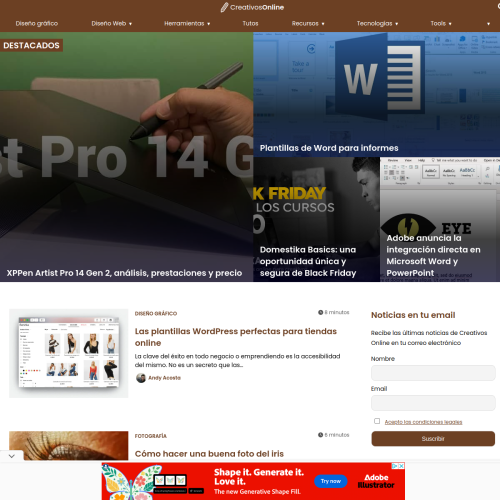 CreativosOnline
Diseño gráfico
Diseño Web
Herramientas
Tutos
Recursos
Tecnologías
Tools
DESTACADOS
st Pro 14 G
XPPen Artist Pro 14 Gen 2, análisis, prestaciones y precio
W
Plantillas de Word para informes
K FRIDAY
LOS CURSOS
Domestika Basics: una
oportunidad única y
segura de Black Friday
EYE
Adobe anuncia la
integración directa en
Microsoft Word y
PowerPoint
DISEÑO GRÁFICO
8 minutos
Las plantillas WordPress perfectas para tiendas
online
La clave del éxito en todo negocio o emprendiendo es la accesibilidad
del mismo. No es un secreto que las...
Andy Acosta
FOTOGRAFÍA
6 minutos
Cómo hacer una buena foto del iris
Noticias en tu email
Recibe las últimas noticias de Creativos
Online en tu correo electrónico
Nombre
Email
Acepto las condiciones legales
Suscribir
Shape it. Generate it.
Love it.
The new Generative Shape Fill.
Try now
Adobe
Illustrator